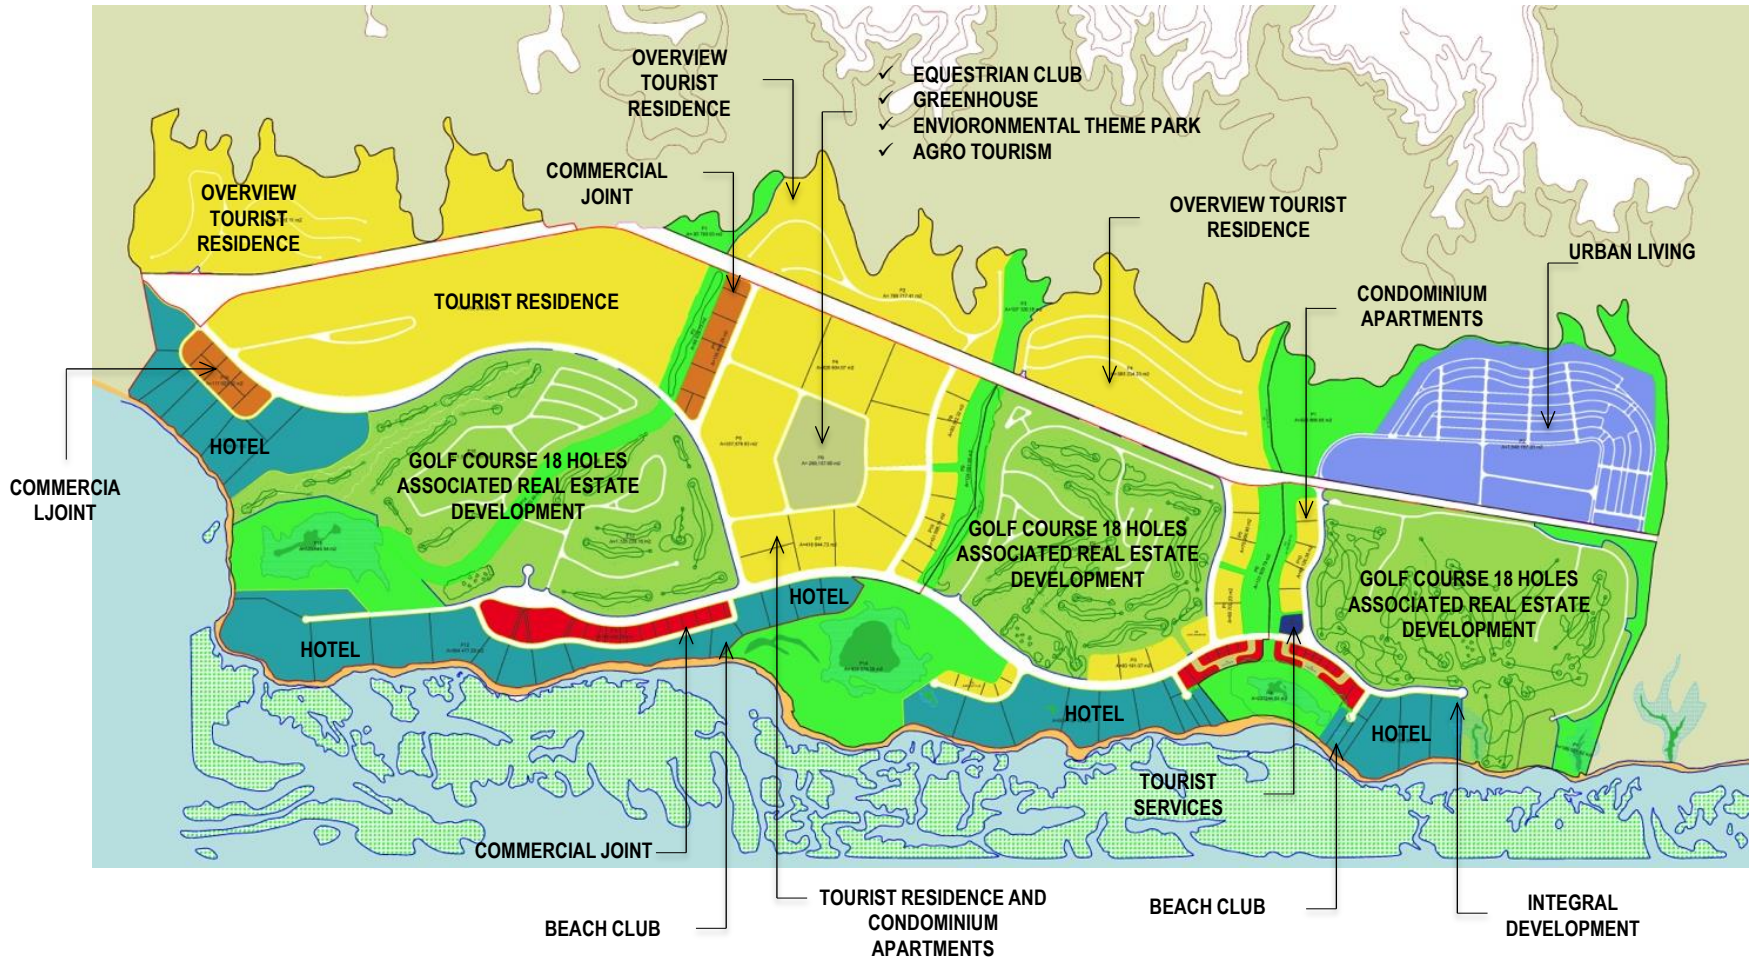 OVERVIEW
TOURIST
RESIDENCE
✓ EQUESTRIAN CLUB
✓ GREENHOUSE
✓ ENVIORONMENTAL THEME PARK
✓ AGRO TOURISM
COMMERCIAL
JOINT
OVERVIEW
TOURIST
RESIDENCE
OVERVIEW TOURIST
RESIDENCE
URBAN LIVING
TOURIST RESIDENCE
CONDOMINIUM
APARTMENTS
HOTEL
COMMERCIA
LJOINT
GOLF COURSE 18 HOLES
ASSOCIATED REAL ESTATE
DEVELOPMENT
GOLF COURSE 18 HOLES
ASSOCIATED REAL ESTATE
DEVELOPMENT
GOLF COURSE 18 HOLES
ASSOCIATED REAL ESTATE
DEVELOPMENT
HOTEL
HOTEL
HOTEL
HOTEL
TOURIST
SERVICES
COMMERCIAL JOINT
BEACH CLUB
TOURIST RESIDENCE AND
CONDOMINIUM
APARTMENTS
BEACH CLUB
INTEGRAL
DEVELOPMENT